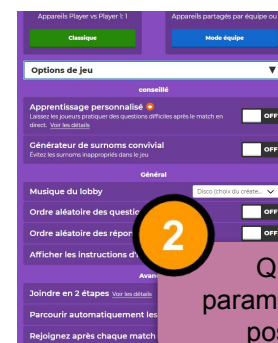 Appareils Player vs Player 1: 1
Appareils partagés par équipe ou
Classique
Mode équipe
Options de jeu
conseillé
Apprentissage personnalisé
Laissez les joueurs pratiquer des questions difficiles après le match en
direct. Voir les détails
OFF
Générateur de surnoms convivial
Évitez les surnoms inappropriés dans le jeu
OFF
Général
Musique du lobby
Disco (choix du créate...
Ordre aléatoire des questio
OFF
Ordre aléatoire des répon
OFF
Afficher les instructions d'
2
Avan
Joindre en 2 étapes Voir les détails
Parcourir automatiquement les
Rejoignez après chaque match
Q
param
pos